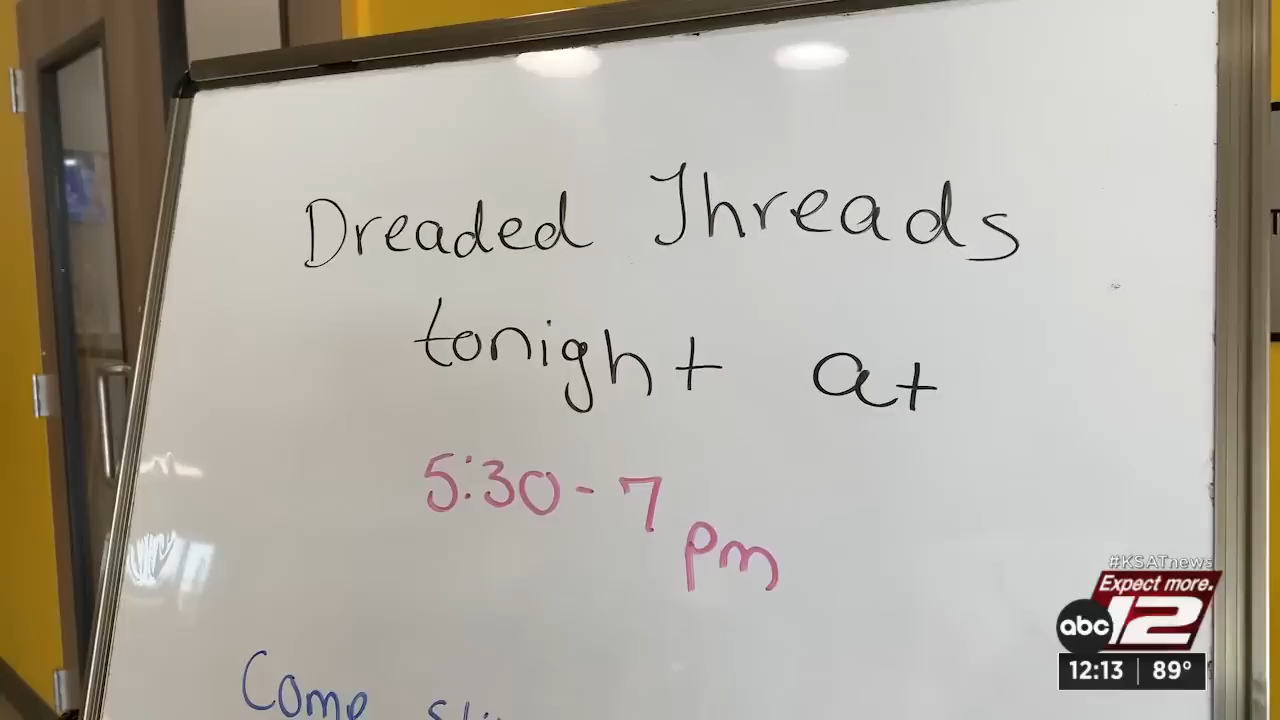 Dreaded Threads
tonight at
5:30-7 pm
Come
#KSATnews
Expect more.
abc 12
12:13 | 89°